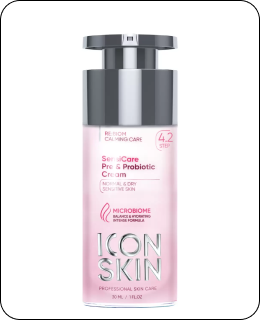 RE:BIOM
CALMING CARE
4.2
STEP
SensiCare
Pre & Probiotic
Cream
NORMAL & DRY
SENSITIVE SKIN
MICROBIOME
BALANCE & HYDRATING
INTENSE FORMULA
ICON
SKIN
PROFESSIONAL SKIN CARE
30 ML / 1 FL.OZ